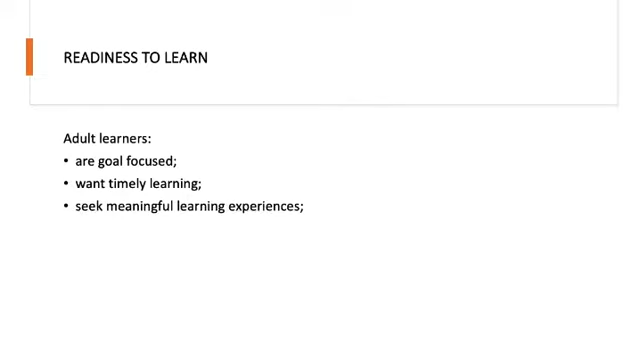 READINESS TO LEARN
Adult learners:
• are goal focused;
• want timely learning;
• seek meaningful learning experiences;